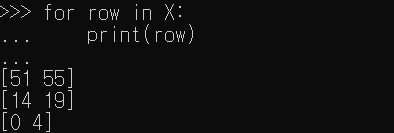 >>> for row in X:
...     print(row)
...
[51 55]
[14 19]
[0 4]